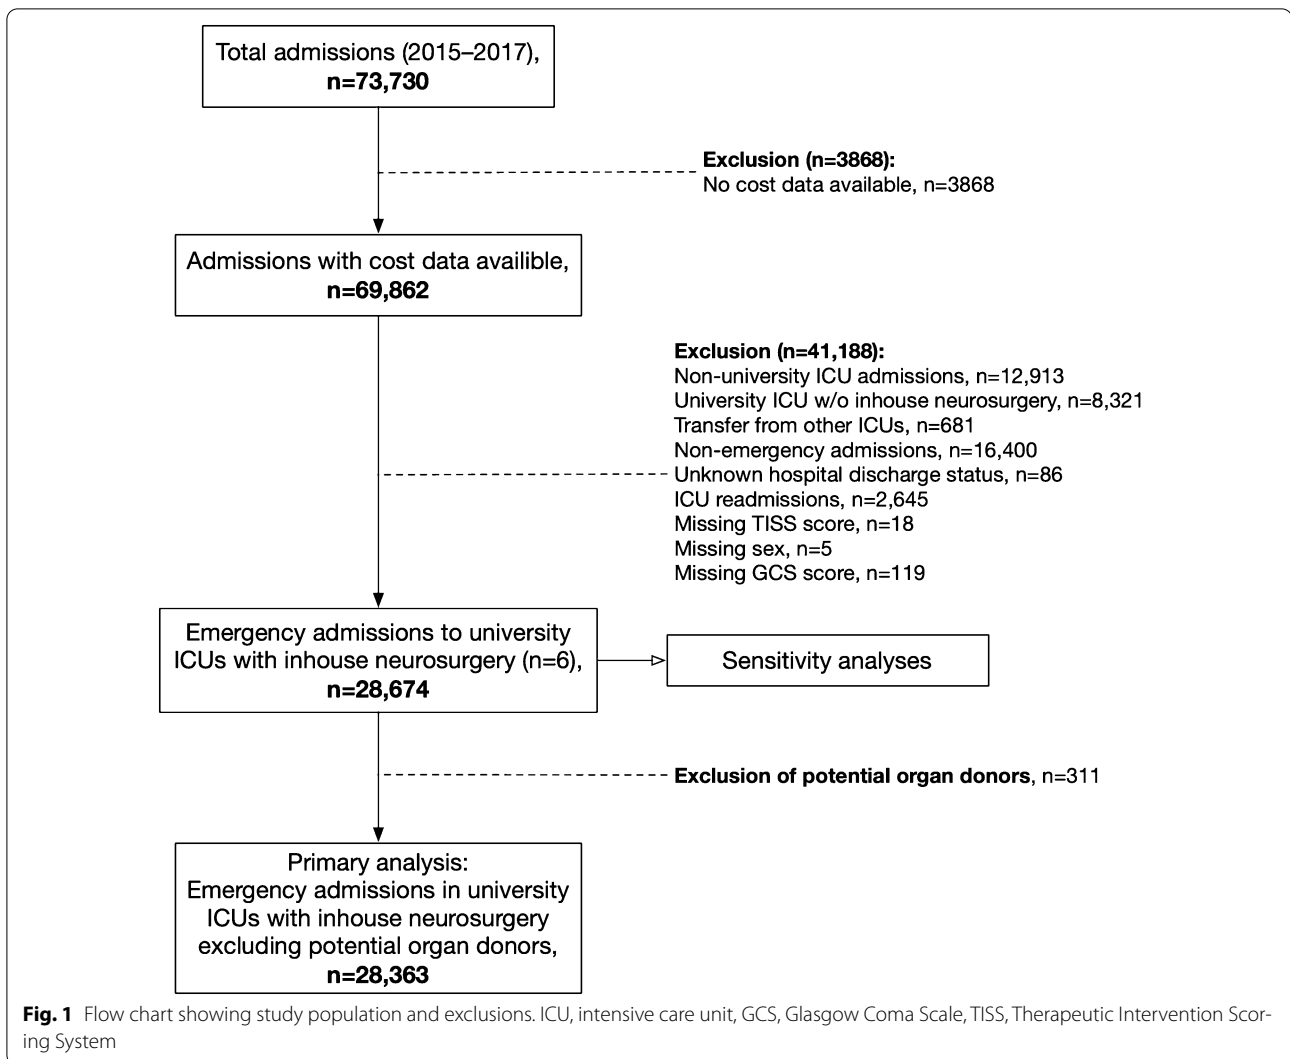 Total admissions (2015–2017),
n=73,730
Exclusion (n=3868):
No cost data available, n=3868
Admissions with cost data availible,
n=69,862
Exclusion (n=41,188):
Non-university ICU admissions, n=12,913
University ICU w/o inhouse neurosurgery, n=8,321
Transfer from other ICUs, n=681
Non-emergency admissions, n=16,400
Unknown hospital discharge status, n=86
ICU readmissions, n=2,645
Missing TISS score, n=18
Missing sex, n=5
Missing GCS score, n=119
Emergency admissions to university
ICUs with inhouse neurosurgery (n=6),
n=28,674
Sensitivity analyses
Exclusion of potential organ donors, n=311
Primary analysis:
Emergency admissions in university
ICUs with inhouse neurosurgery
excluding potential organ donors,
n=28,363
Fig. 1 Flow chart showing study population and exclusions. ICU, intensive care unit, GCS, Glasgow Coma Scale, TISS, Therapeutic Intervention Scor-
ing System